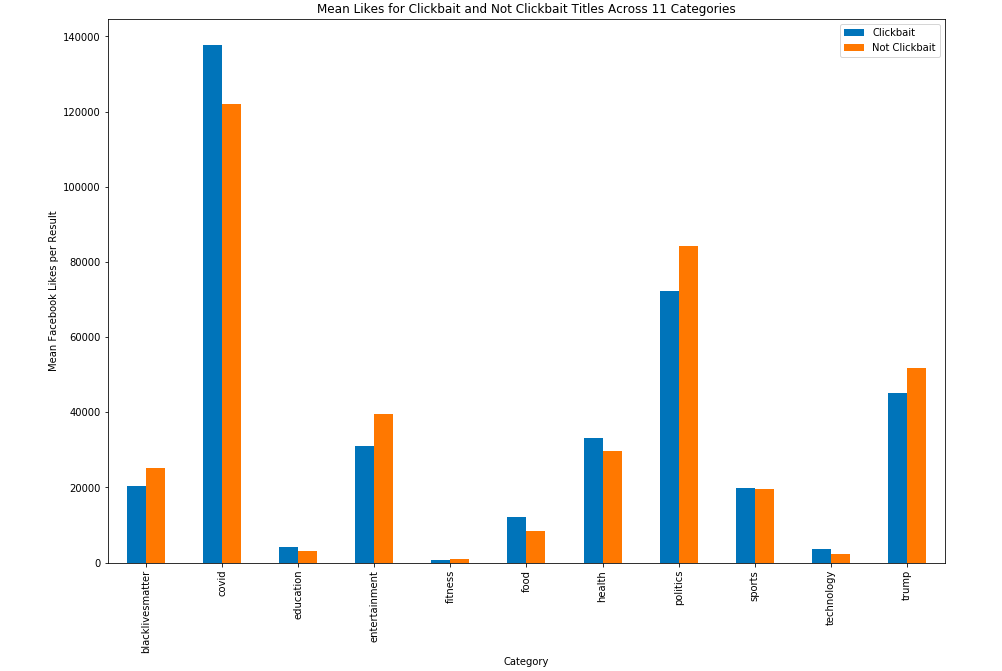 Mean Likes for Clickbait and Not Clickbait Titles Across 11 Categories
Clickbait
Not Clickbait
Mean Facebook Likes per Result
140000
120000
100000
80000
60000
40000
20000
0
blacklivesmatter
covid
education
entertainment
fitness
food
health
politics
sports
technology
trump
Category